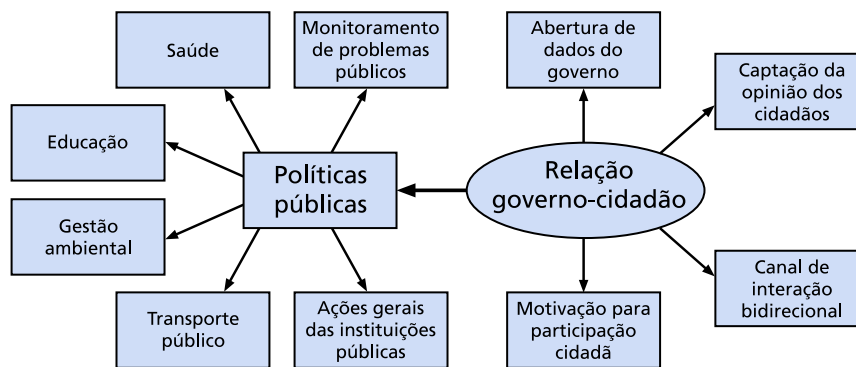 Saúde
Monitoramento
de problemas
públicos
Abertura de
dados do
governo
Captação da
opinião dos
cidadãos
Educação
Políticas
públicas
Relação
governo-cidadão
Gestão
ambiental
Transporte
público
Ações gerais
das instituições
públicas
Motivação para
participação
cidadã
Canal de
interação
bidirecional